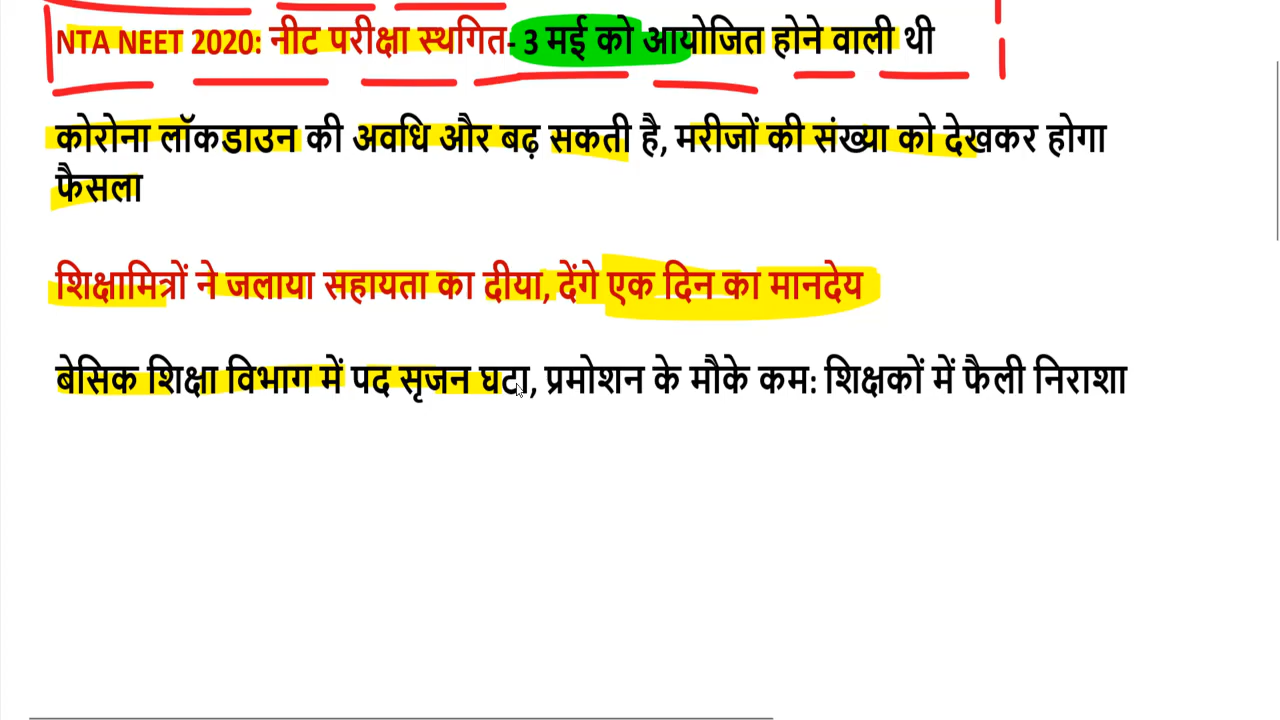 NTA NEET 2020: नीट परीक्षा स्थगित- 3 मई को आयोजित होने वाली थी
कोरोना लॉकडाउन की अवधि और बढ़ सकती है, मरीजों की संख्या को देखकर होगा
फैसला
शिक्षामित्रों ने जलाया सहायता का दीया, देंगे एक दिन का मानदेय
बेसिक शिक्षा विभाग में पद सृजन घटा, प्रमोशन के मौके कम: शिक्षकों में फैली निराशा